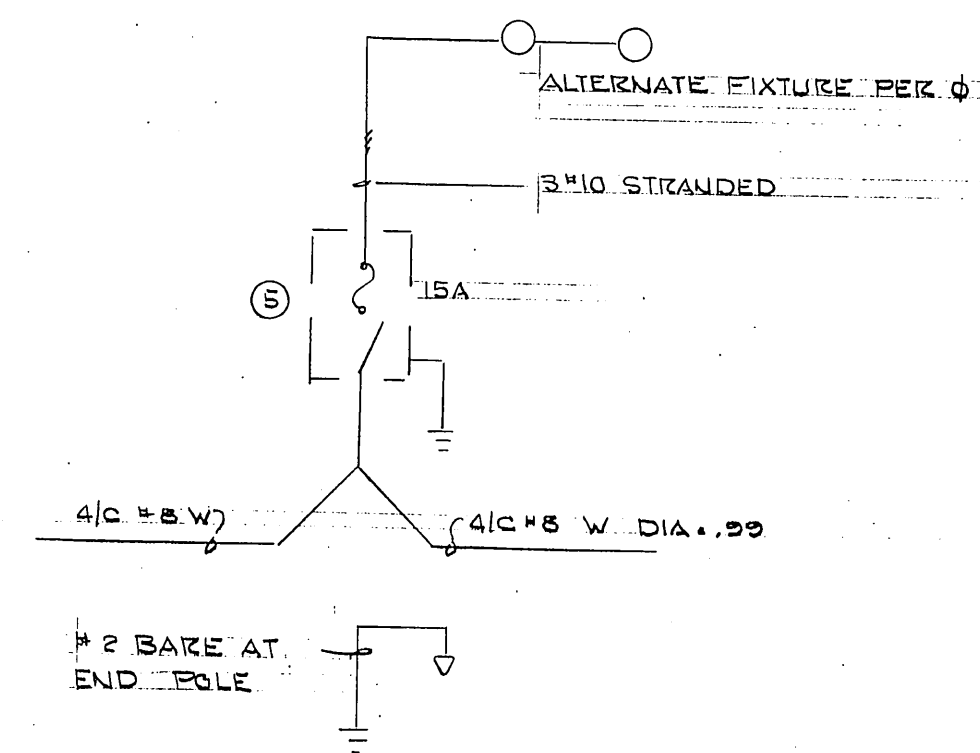 ALTERNATE FIXTURE PER ϕ
3 #10 STRANDED
5
15A
4/C #8 W
4/C #8 W DIA. .99
#2 BARE AT
END POLE